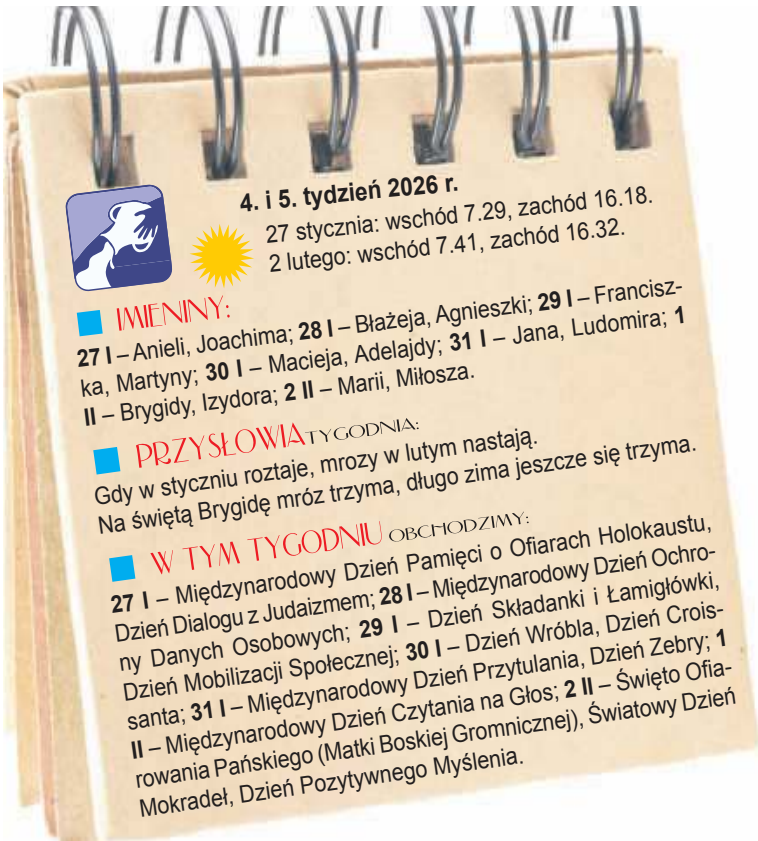 4. i 5. tydzień 2026 r.
27 stycznia: wschód 7.29, zachód 16.18.
2 lutego: wschód 7.41, zachód 16.32.
IMIENINY:
27 I – Anieli, Joachima; 28 I – Błażeja, Agnieszki; 29 I – Francisz-
ka, Martyny; 30 I – Macieja, Adelajdy; 31 I – Jana, Ludomira; 1
II – Brygidy, Izydora; 2 II – Marii, Miłosza.
PRZYSŁOWIA TYGODNIA:
Gdy w styczniu roztaje, mrozy w lutym nastają.
Na świętą Brygidę mróz trzyma, długo zima jeszcze się trzyma.
W TYM TYGODNIU OBCHODZIMY:
27 I – Międzynarodowy Dzień Pamięci o Ofiarach Holokaustu,
Dzień Dialogu z Judaizmem; 28 I – Międzynarodowy Dzień Ochro-
ny Danych Osobowych; 29 I – Dzień Składanki i Łamigłówki,
Dzień Mobilizacji Społecznej; 30 I – Dzień Wróbla, Dzień Crois-
santa; 31 I – Międzynarodowy Dzień Przytulania, Dzień Zebry; 1
II – Międzynarodowy Dzień Czytania na Głos; 2 II – Święto Ofia-
rowania Pańskiego (Matki Boskiej Gromnicznej), Światowy Dzień
Mokradeł, Dzień Pozytywnego Myślenia.